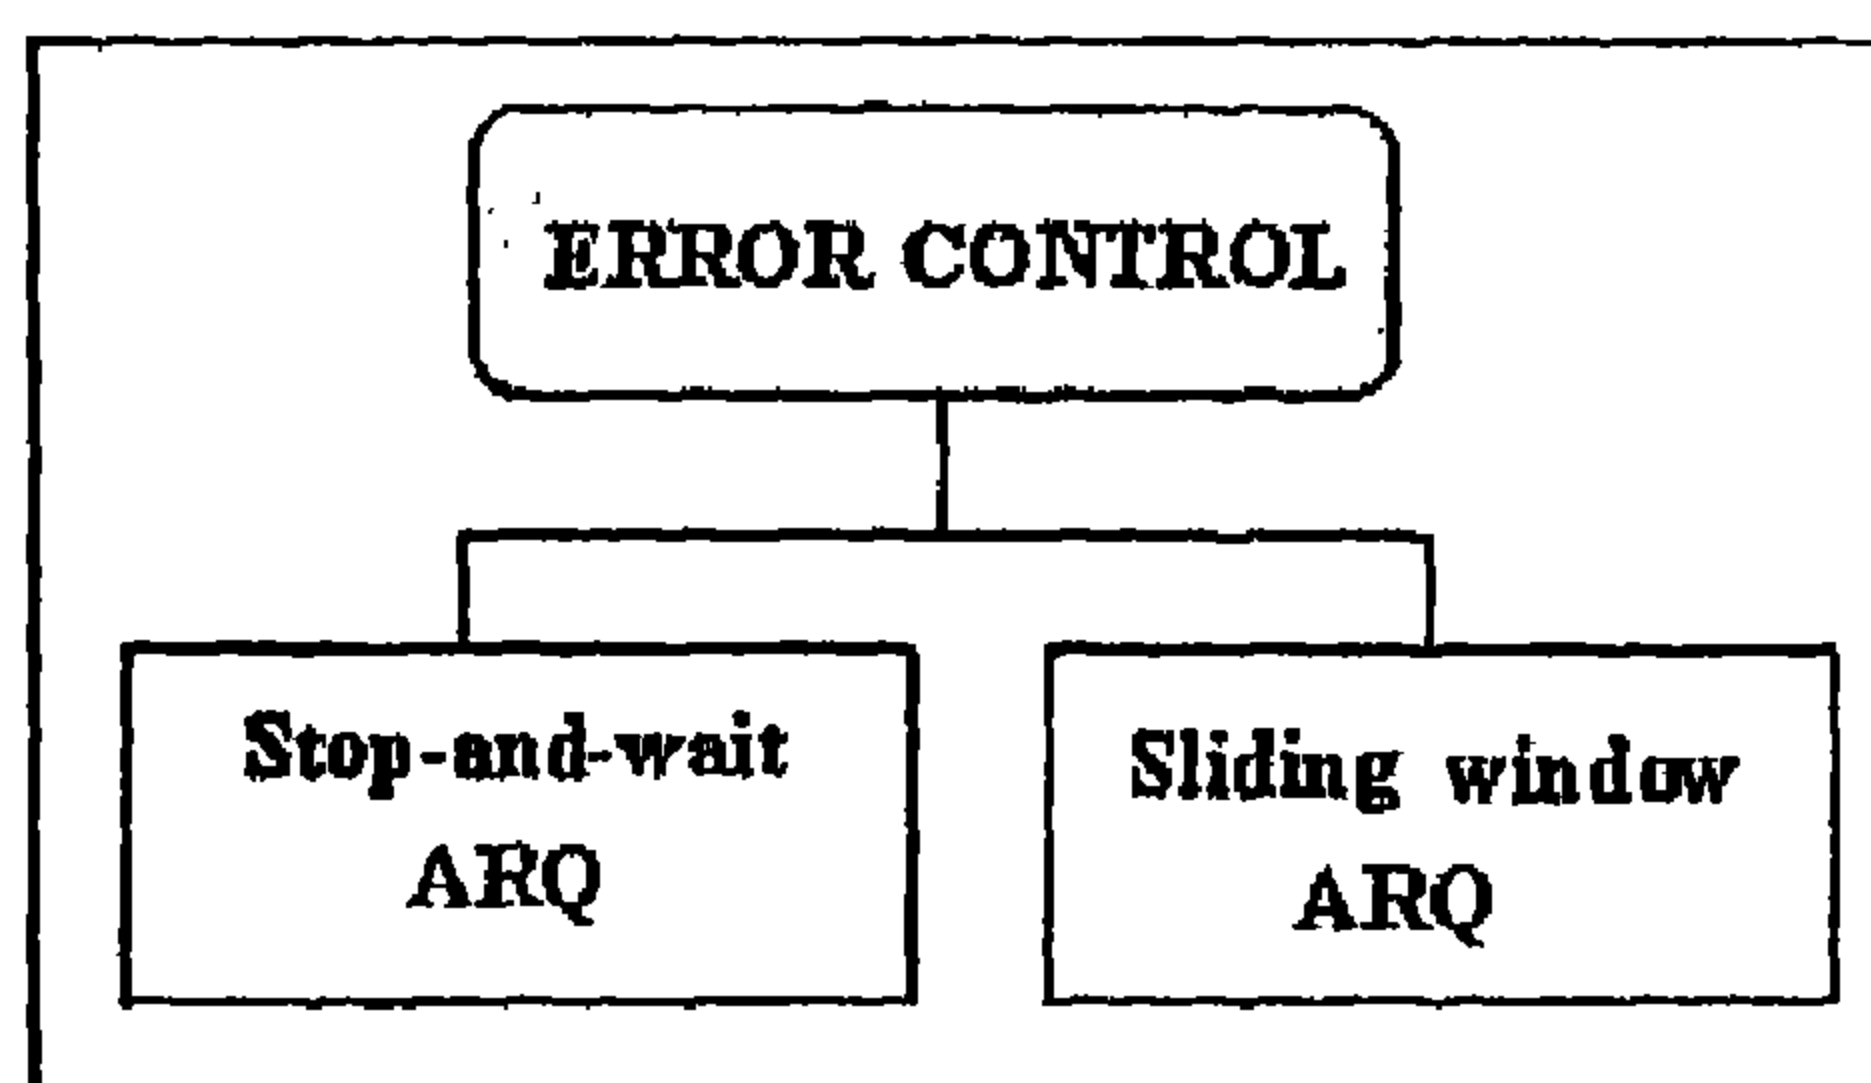 ERROR CONTROL
Stop-and-wait
ARQ
Sliding window
ARQ